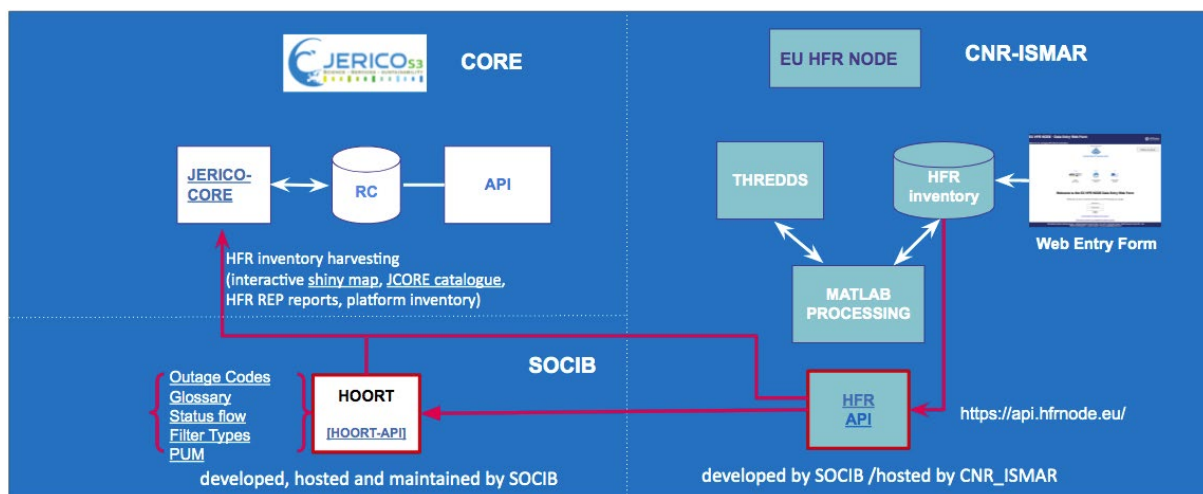 JERICO S3
SCIENCE - SERVICES - SUSTAINABILITY
CORE
EU HFR NODE
CNR-ISMAR
JERICO-
CORE
RC
API
THREDDS
HFR
inventory
Web Entry Form
HFR inventory harvesting
(interactive shiny map, JCORE catalogue,
HFR REP reports, platform inventory)
MATLAB
PROCESSING
SOCIB
Outage Codes
Glossary
Status flow
Filter Types
PUM
HOORT
[HOORT-API]
HFR
API
https://api.hfrnode.eu/
developed, hosted and maintained by SOCIB
developed by SOCIB /hosted by CNR_ISMAR